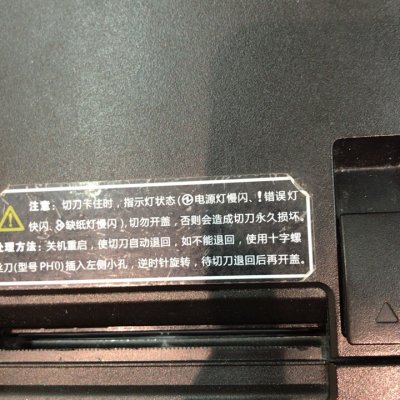 注意：切刀卡住时，指示灯状态(电源灯慢闪、!错误灯
快闪、缺纸灯慢闪)，切勿开盖，否则会造成切刀永久损坏。
处理方法：关机重启，使切刀自动退回，如不能退回，使用十字螺
丝刀(型号PH0)插入左侧小孔，逆时针旋转，待切刀退回后再开盖。